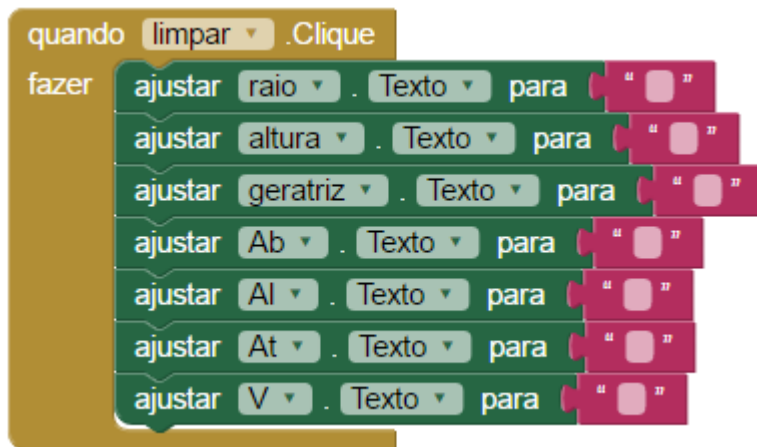 quando limpar .Clique
fazer ajustar raio . Texto para “ ”
ajustar altura . Texto para “ ”
ajustar geratriz . Texto para “ ”
ajustar Ab . Texto para “ ”
ajustar Al . Texto para “ ”
ajustar At . Texto para “ ”
ajustar V . Texto para “ ”